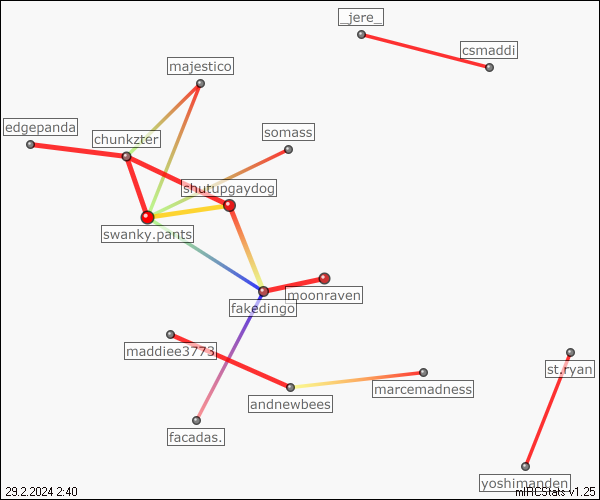 _jere_
csmaddi
majestico
edgepanda
chunkzter
somass
shutupgaydog
swanky.pants
moonraven
fakedingo
maddiee3773
st.ryan
marcemadness
andnewbees
facadas.
yoshimanden
29.2.2024 2:40
mIRCStats v1.25